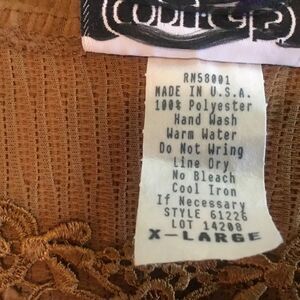 RN58001
MADE IN U.S.A.
100% Polyester
Hand Wash
Warm Water
Do Not Wring
Line Dry
No Bleach
Cool Iron
If Necessary
STYLE 61226
LOT 14208
X-LARGE